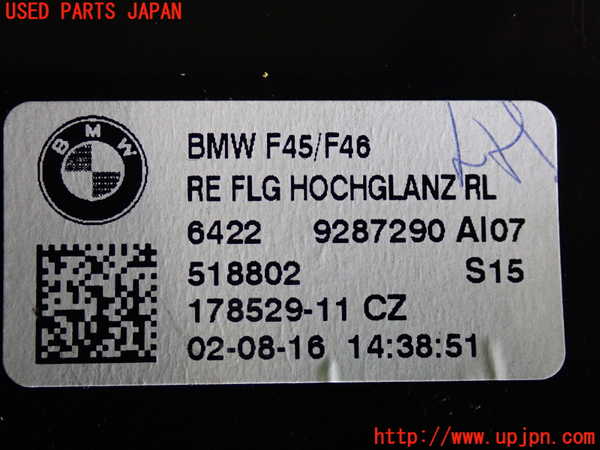 USED PARTS JAPAN
BMW
BMW F45/F46
RE FLG HOCHGLANZ RL
6422 9287290 AI07
518802 S15
178529-11 CZ
02-08-16 14:38:51
http://www.upjpn.com/